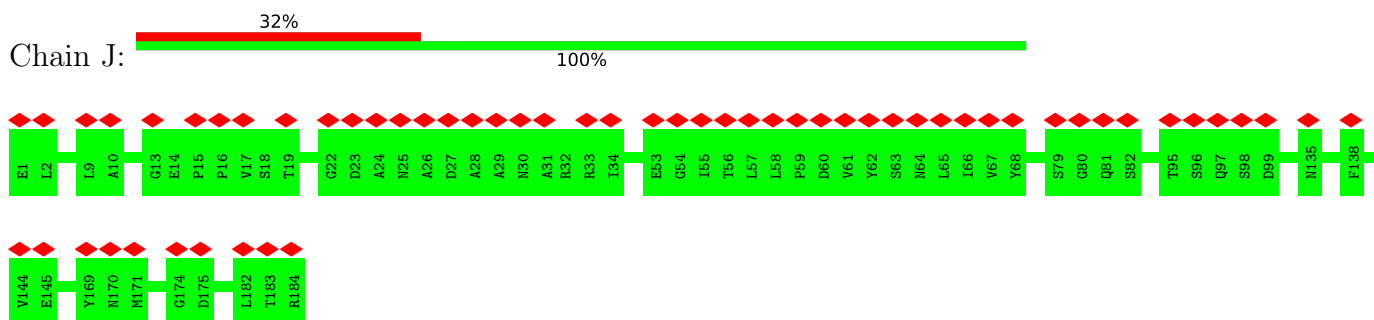 32%
Chain J:
100%
E1 L2 L9 A10 G13 E14 P15 P16 V17 S18 T19 G22 D23 A24 N25 A26 D27 A28 A29 N30 A31 R32 R33 I34 E53 G54 I55 T56 L57 L58 P59 D60 V61 Y62 S63 N64 L65 I66 V67 Y68 S79 G80 Q81 S82 T95 S96 Q97 S98 D99 N135 F138
V144 E145 Y169 N170 M171 G174 D175 L182 T183 R184